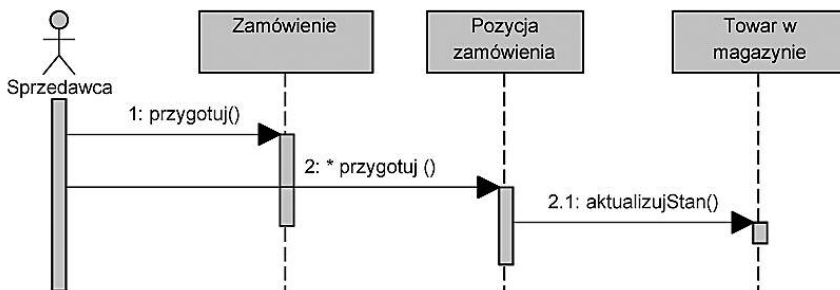 Zamówienie
Pozycja
zamówienia
Towar w
magazynie
Sprzedawca
1: przygotuj()
2: * przygotuj ()
2.1: aktualizujStan()